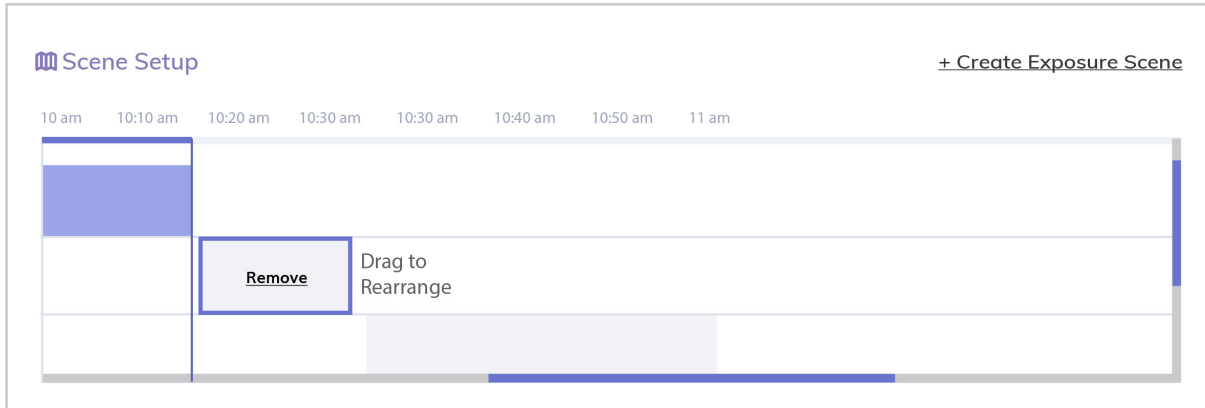 Scene Setup
+ Create Exposure Scene
10 am 10:10 am 10:20 am 10:30 am 10:30 am 10:40 am 10:50 am 11 am
Remove
Drag to
Rearrange